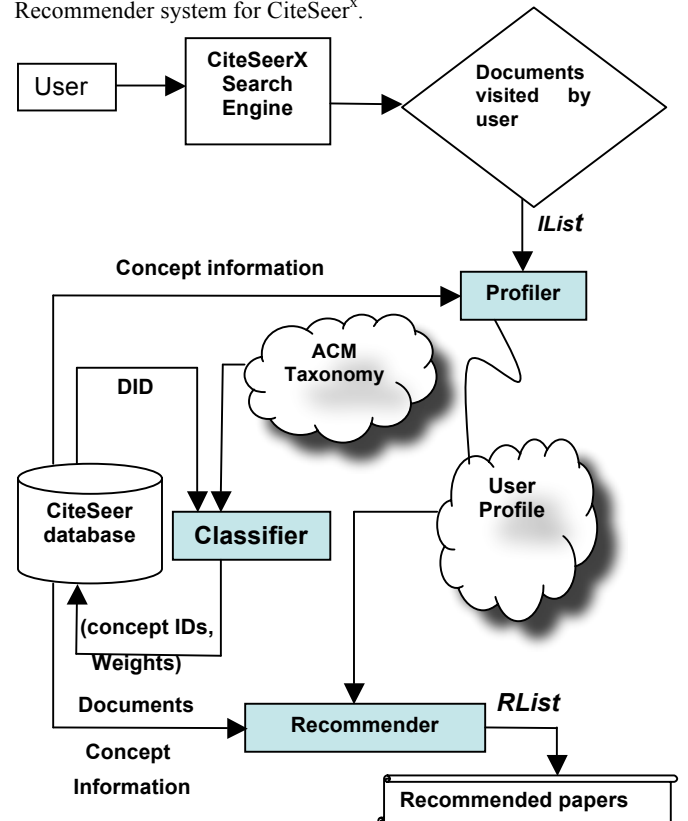 Recommender system for CiteSeerx.
User
CiteSeerX
Search
Engine
Documents
visited by
user
IList
Concept information
Profiler
ACM
Taxonomy
DID
User
Profile
CiteSeer
database
Classifier
(concept IDs,
Weights)
Documents
RList
Recommender
Concept
Information
Recommended papers